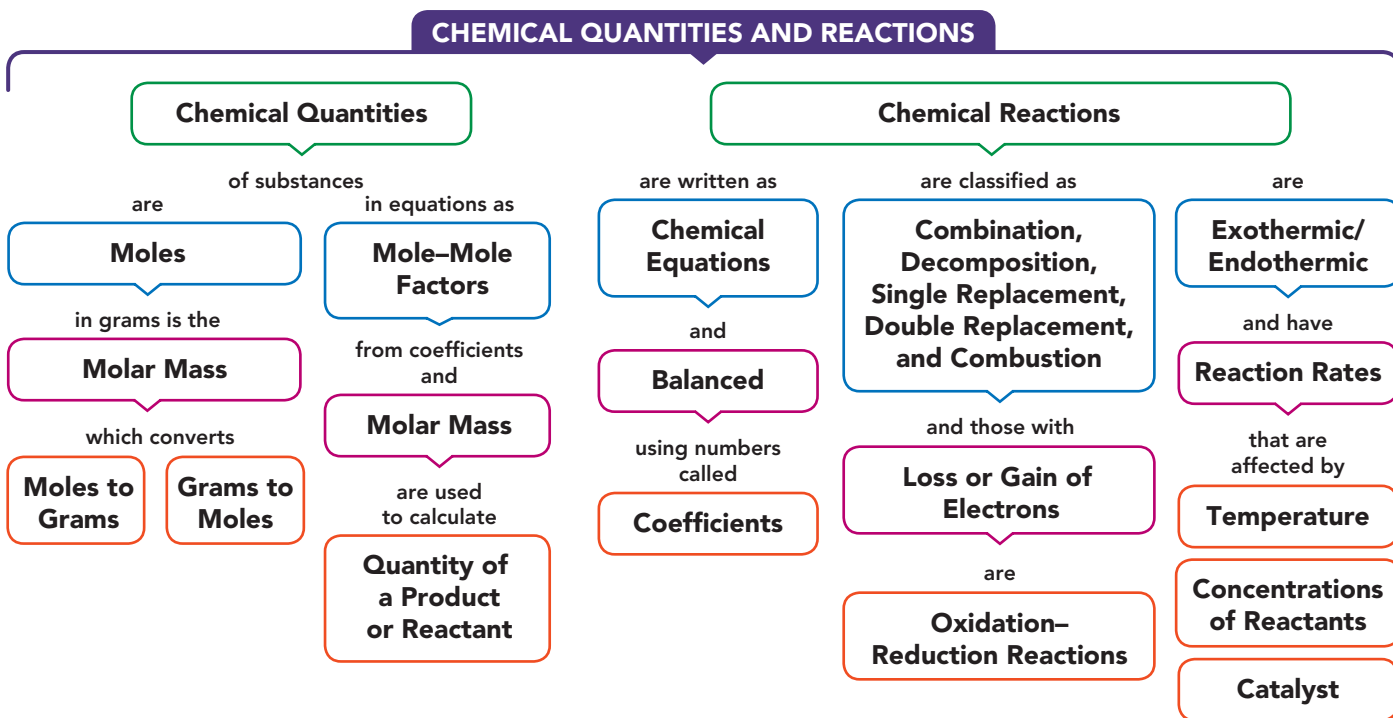 CHEMICAL QUANTITIES AND REACTIONS
Chemical Quantities
of substances
are
Moles
in grams is the
Molar Mass
which converts
Moles to
Grams
Grams to
Moles
in equations as
Mole–Mole
Factors
from coefficients
and
Molar Mass
are used
to calculate
Quantity of
a Product
or Reactant
Chemical Reactions
are written as
Chemical
Equations
and
Balanced
using numbers
called
Coefficients
are classified as
Combination,
Decomposition,
Single Replacement,
Double Replacement,
and Combustion
and those with
Loss or Gain of
Electrons
are
Oxidation–
Reduction Reactions
are
Exothermic/
Endothermic
and have
Reaction Rates
that are
affected by
Temperature
Concentrations
of Reactants
Catalyst